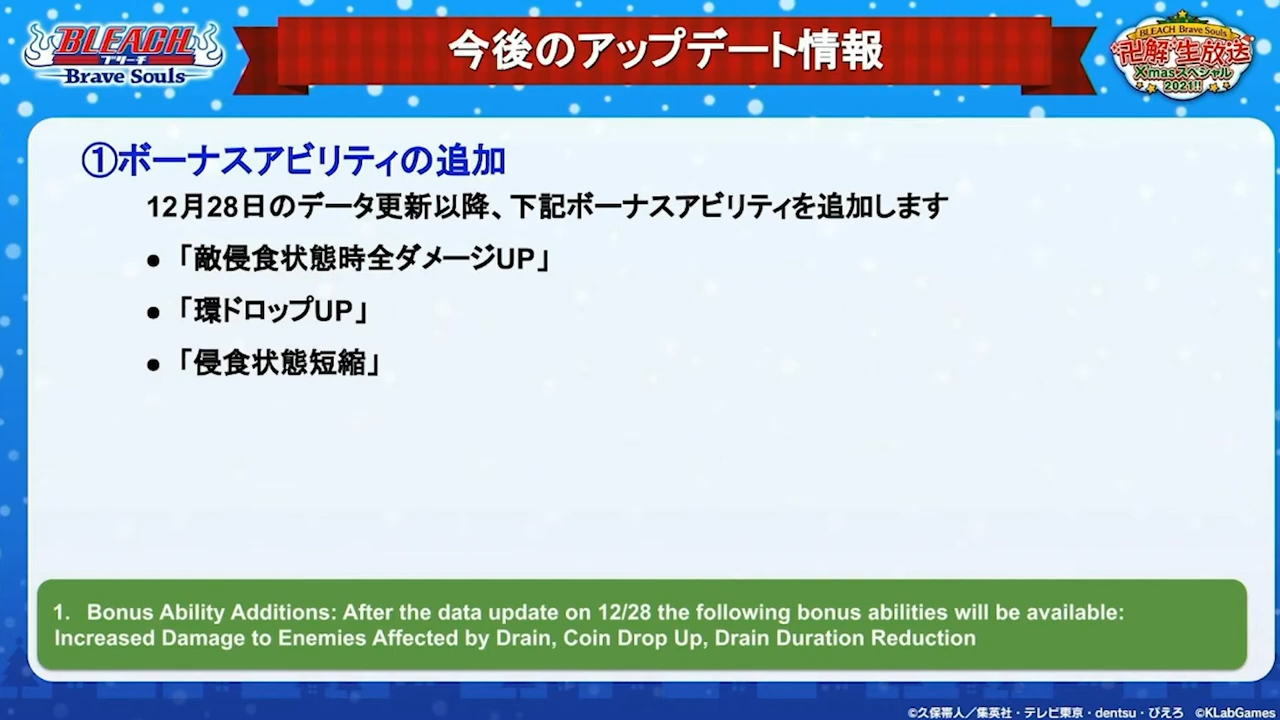 BLEACH
ブリーチ
Brave Souls
今後のアップデート情報
BLEACH Brave Souls
卍解生放送
X'masスペシャル
2021!!
①ボーナスアビリティの追加
12月28日のデータ更新以降、下記ボーナスアビリティを追加します
● 「敵侵食状態時全ダメージUP」
● 「環ドロップUP」
● 「侵食状態短縮」
1. Bonus Ability Additions: After the data update on 12/28 the following bonus abilities will be available:
Increased Damage to Enemies Affected by Drain, Coin Drop Up, Drain Duration Reduction
©久保帯人／集英社・テレビ東京・dentsu・ぴえろ ©KLabGames